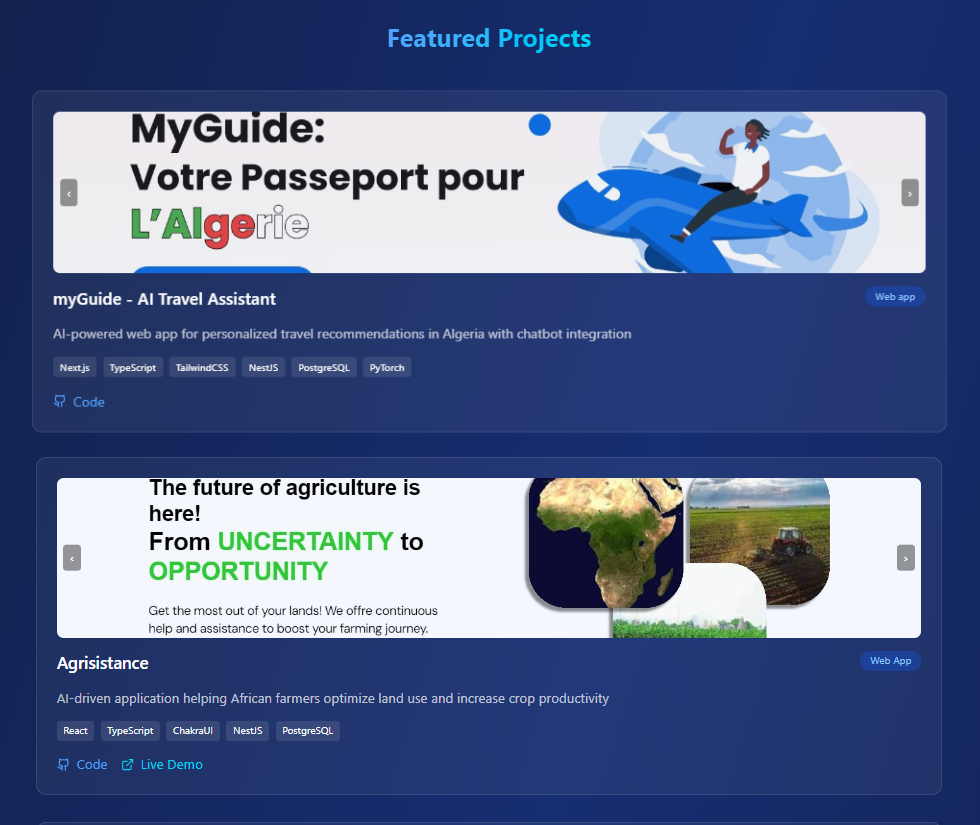 Featured Projects
MyGuide:
Votre Passeport pour
L'Algerie
‹
›
myGuide - AI Travel Assistant
Web app
AI-powered web app for personalized travel recommendations in Algeria with chatbot integration
Next.js TypeScript TailwindCSS NestJS PostgreSQL PyTorch
Code
The future of agriculture is
here!
From UNCERTAINTY to
OPPORTUNITY
Get the most out of your lands! We offre continuous
help and assistance to boost your farming journey.
‹
›
Agrisistance
Web App
AI-driven application helping African farmers optimize land use and increase crop productivity
React TypeScript ChakraUI NestJS PostgreSQL
Code Live Demo